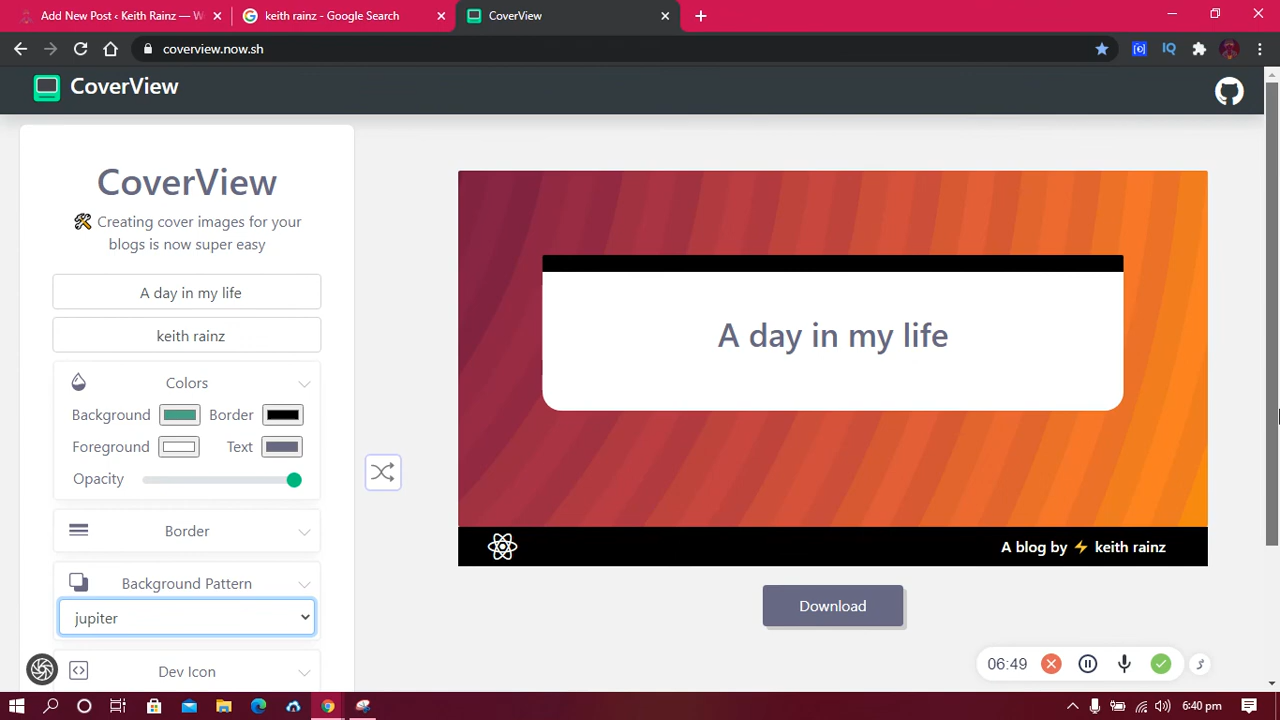 Add New Post ‹ Keith Rainz — W
keith rainz - Google Search
CoverView
coverview.now.sh
IQ
CoverView
CoverView
🛠 Creating cover images for your
blogs is now super easy
A day in my life
keith rainz
Colors
Background
Border
Foreground
Text
Opacity
Border
Background Pattern
jupiter
Dev Icon
A day in my life
A blog by ⚡ keith rainz
Download
06:49
6:40 pm